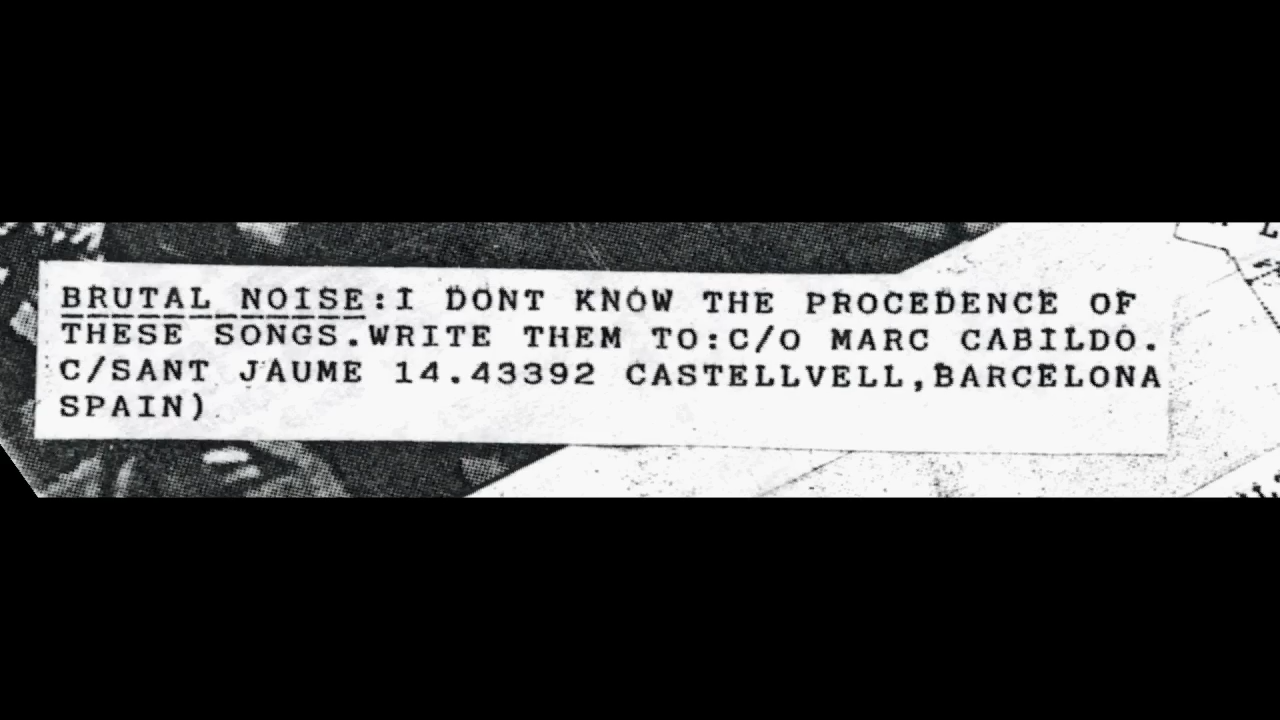 BRUTAL NOISE:I DONT KNOW THE PROCEDENCE OF
THESE SONGS.WRITE THEM TO:C/O MARC CABILDO.
C/SANT JAUME 14.43392 CASTELLVELL,BARCELONA
SPAIN)